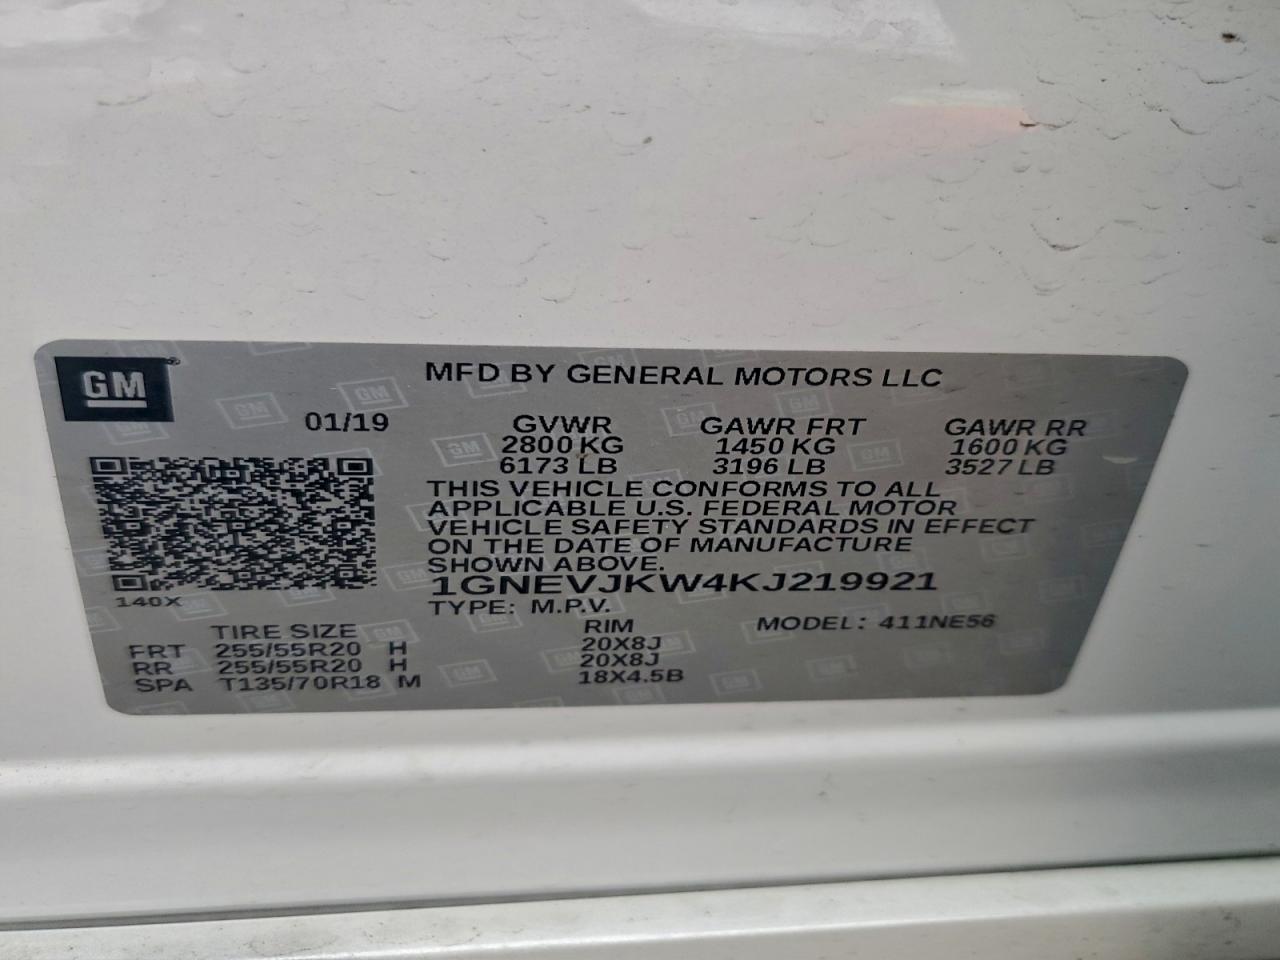 GM
MFD BY GENERAL MOTORS LLC
01/19 GVWR GAWR FRT GAWR RR
2800 KG 1450 KG 1600 KG
6173 LB 3196 LB 3527 LB
THIS VEHICLE CONFORMS TO ALL
APPLICABLE U.S. FEDERAL MOTOR
VEHICLE SAFETY STANDARDS IN EFFECT
ON THE DATE OF MANUFACTURE
SHOWN ABOVE.
1GNEVJKW4KJ219921
140X
TYPE: M.P.V.
TIRE SIZE RIM MODEL: 411NE56
FRT 255/55R20 H 20X8J
RR 255/55R20 H 20X8J
SPA T135/70R18 M 18X4.5B